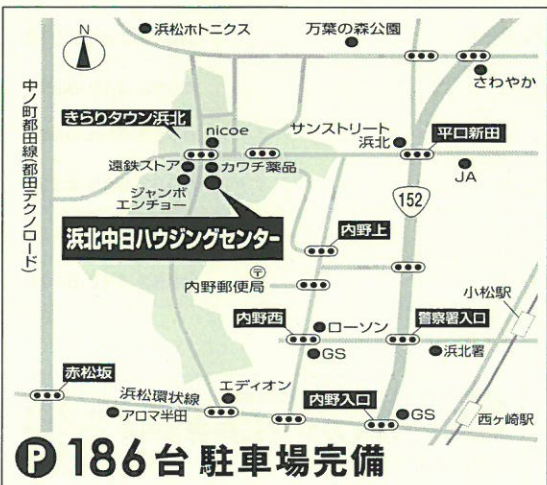 N
浜松ホトニクス
万葉の森公園
さわやか
中ノ町都田線(都田テクノロード)
きらりタウン浜北
nicoe
サンストリート
浜北
平口新田
遠鉄ストア
カワチ薬品
JA
ジャンボ
エンチョー
152
浜北中日ハウジングセンター
内野上
〒
内野郵便局
小松駅
内野西
ローソン
警察署入口
GS
浜北署
赤松坂
浜松環状線
エディオン
内野入口
GS
アロマ半田
西ヶ崎駅
P 186台 駐車場完備